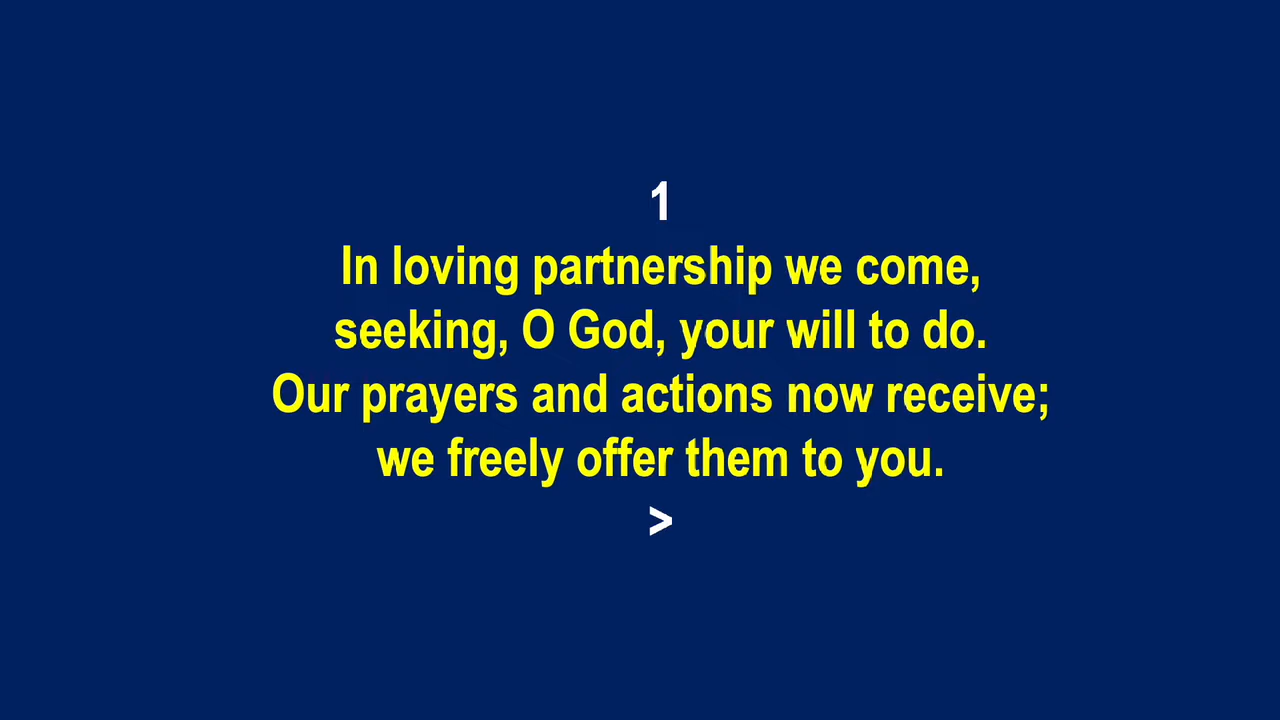 1
In loving partnership we come,
seeking, O God, your will to do.
Our prayers and actions now receive;
we freely offer them to you.
>